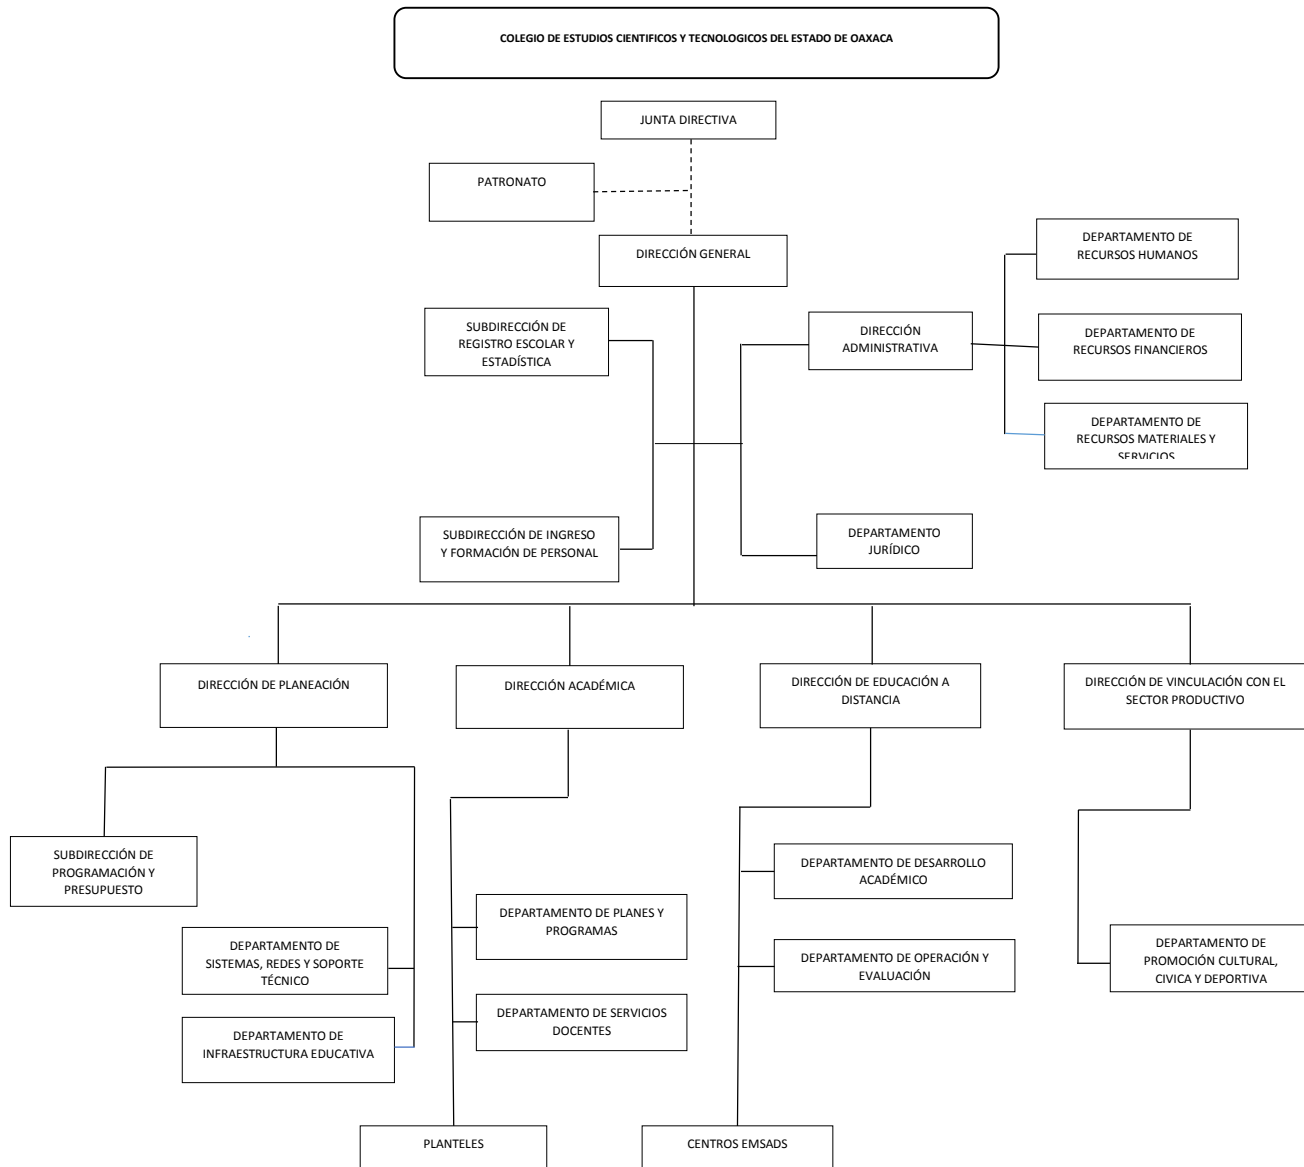 COLEGIO DE ESTUDIOS CIENTIFICOS Y TECNOLOGICOS DEL ESTADO DE OAXACA
JUNTA DIRECTIVA
PATRONATO
DIRECCIÓN GENERAL
DEPARTAMENTO DE
RECURSOS HUMANOS
SUBDIRECCIÓN DE
REGISTRO ESCOLAR Y
ESTADÍSTICA
DIRECCIÓN
ADMINISTRATIVA
DEPARTAMENTO DE
RECURSOS FINANCIEROS
DEPARTAMENTO DE
RECURSOS MATERIALES Y
SERVICIOS
SUBDIRECCIÓN DE INGRESO
Y FORMACIÓN DE PERSONAL
DEPARTAMENTO
JURÍDICO
DIRECCIÓN DE PLANEACIÓN
DIRECCIÓN ACADÉMICA
DIRECCIÓN DE EDUCACIÓN A
DISTANCIA
DIRECCIÓN DE VINCULACIÓN CON EL
SECTOR PRODUCTIVO
SUBDIRECCIÓN DE
PROGRAMACIÓN Y
PRESUPUESTO
DEPARTAMENTO DE
SISTEMAS, REDES Y SOPORTE
TÉCNICO
DEPARTAMENTO DE
INFRAESTRUCTURA EDUCATIVA
DEPARTAMENTO DE PLANES Y
PROGRAMAS
DEPARTAMENTO DE SERVICIOS
DOCENTES
DEPARTAMENTO DE DESARROLLO
ACADÉMICO
DEPARTAMENTO DE OPERACIÓN Y
EVALUACIÓN
DEPARTAMENTO DE
PROMOCIÓN CULTURAL,
CIVICA Y DEPORTIVA
PLANTELES
CENTROS EMSADS